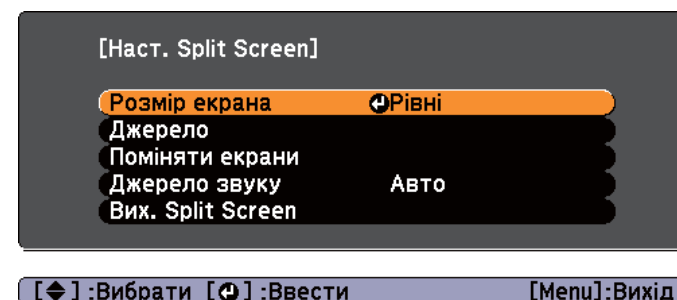 [Наст. Split Screen]
Розмір екрана Рівні
Джерело
Поміняти екрани
Джерело звуку Авто
Вих. Split Screen
[◆] :Вибрати [⏎] :Ввести [Menu]:Вихід